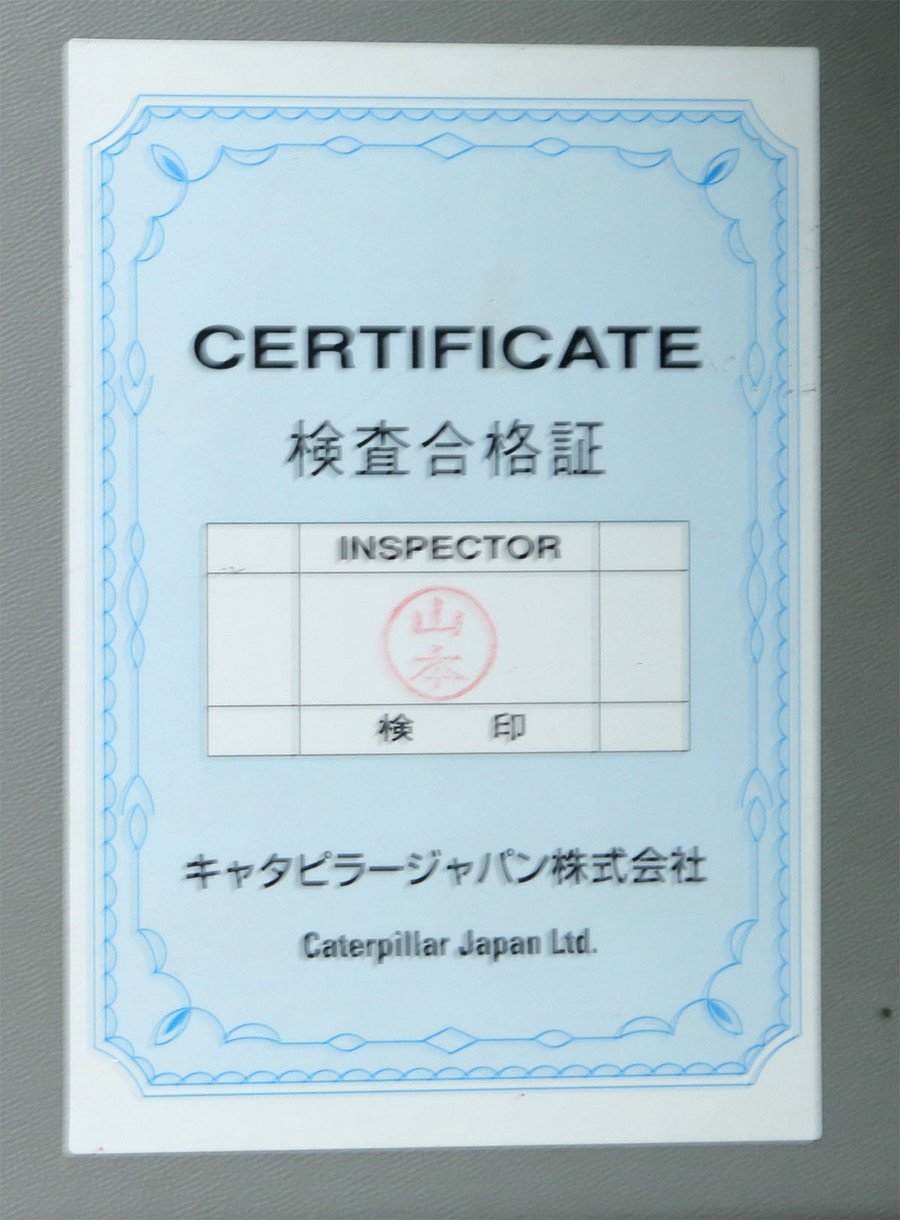 CERTIFICATE
検査合格証
INSPECTOR
山本
検 印
キャタピラージャパン株式会社
Caterpillar Japan Ltd.